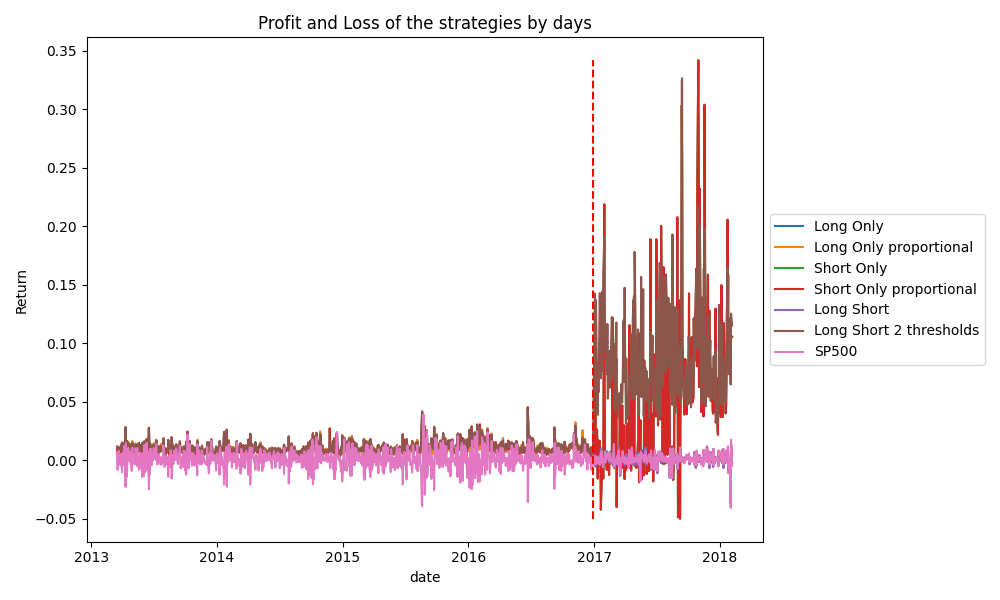 Profit and Loss of the strategies by days
0.35
0.30
0.25
0.20
0.15
0.10
0.05
0.00
−0.05
Return
2013 2014 2015 2016 2017 2018
date
Long Only
Long Only proportional
Short Only
Short Only proportional
Long Short
Long Short 2 thresholds
SP500